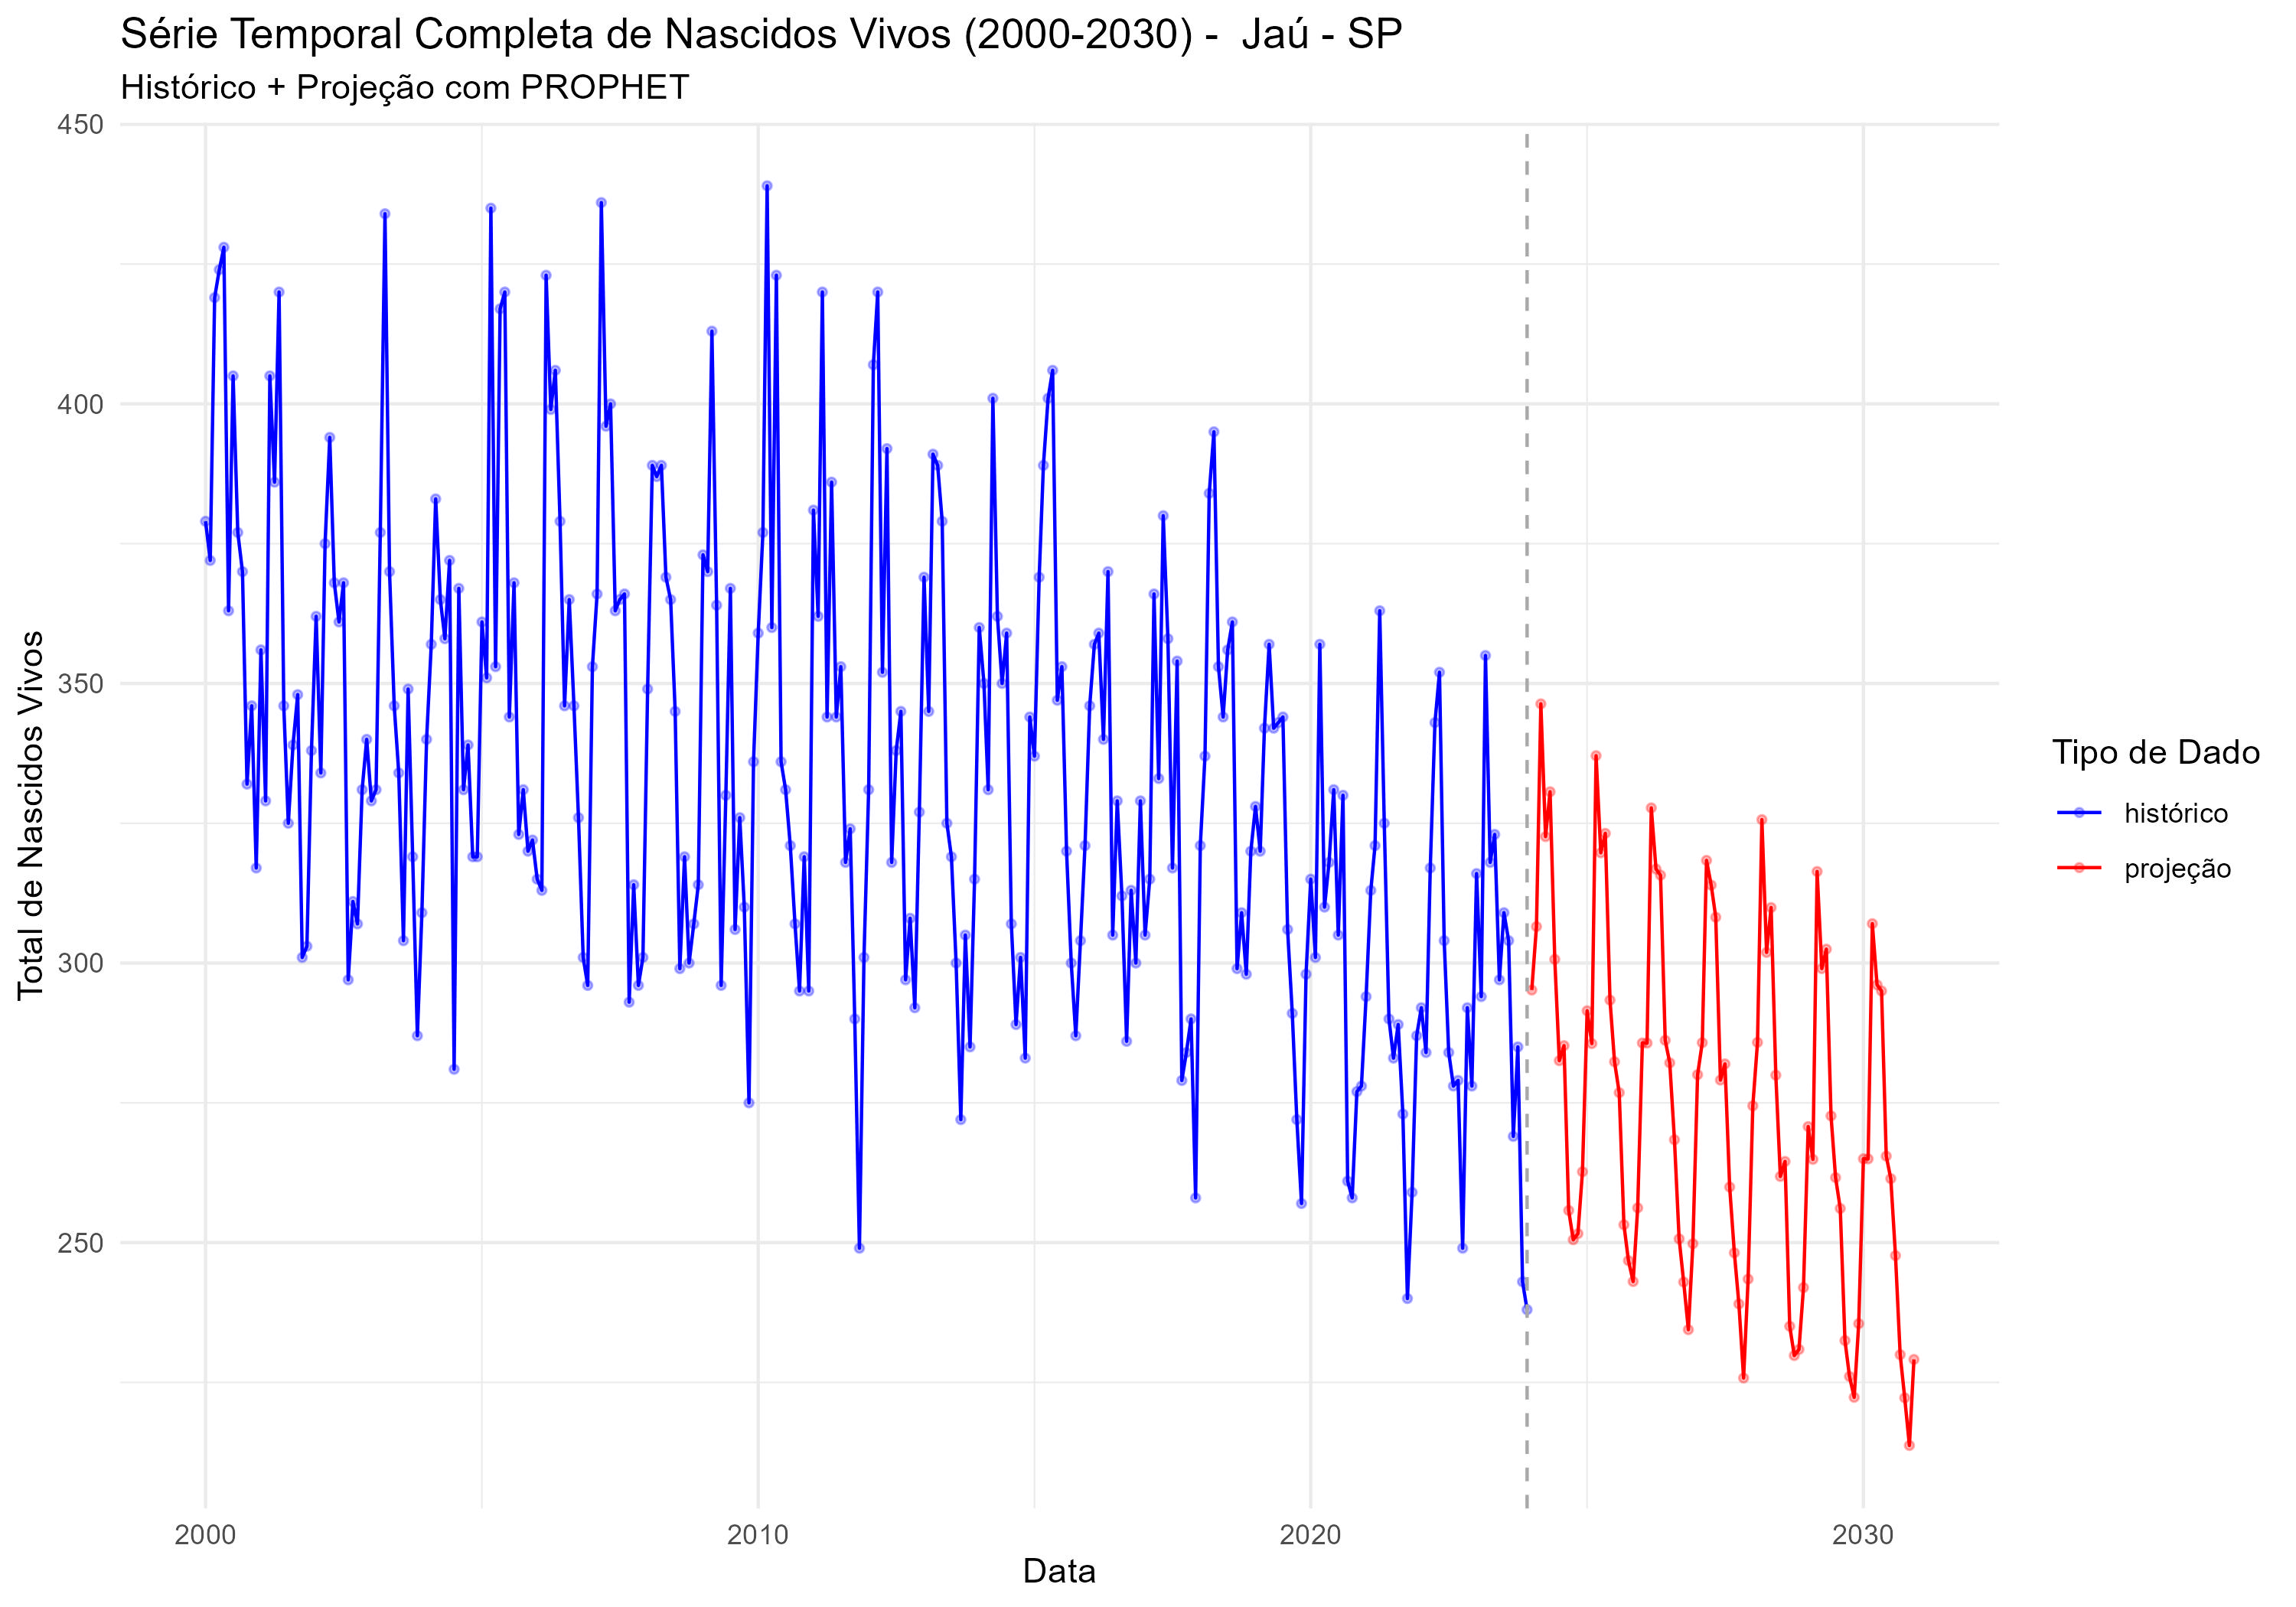 Série Temporal Completa de Nascidos Vivos (2000-2030) -  Jaú - SP
Histórico + Projeção com PROPHET
Total de Nascidos Vivos
450
400
350
300
250
2000
2010
2020
2030
Data
Tipo de Dado
histórico
projeção